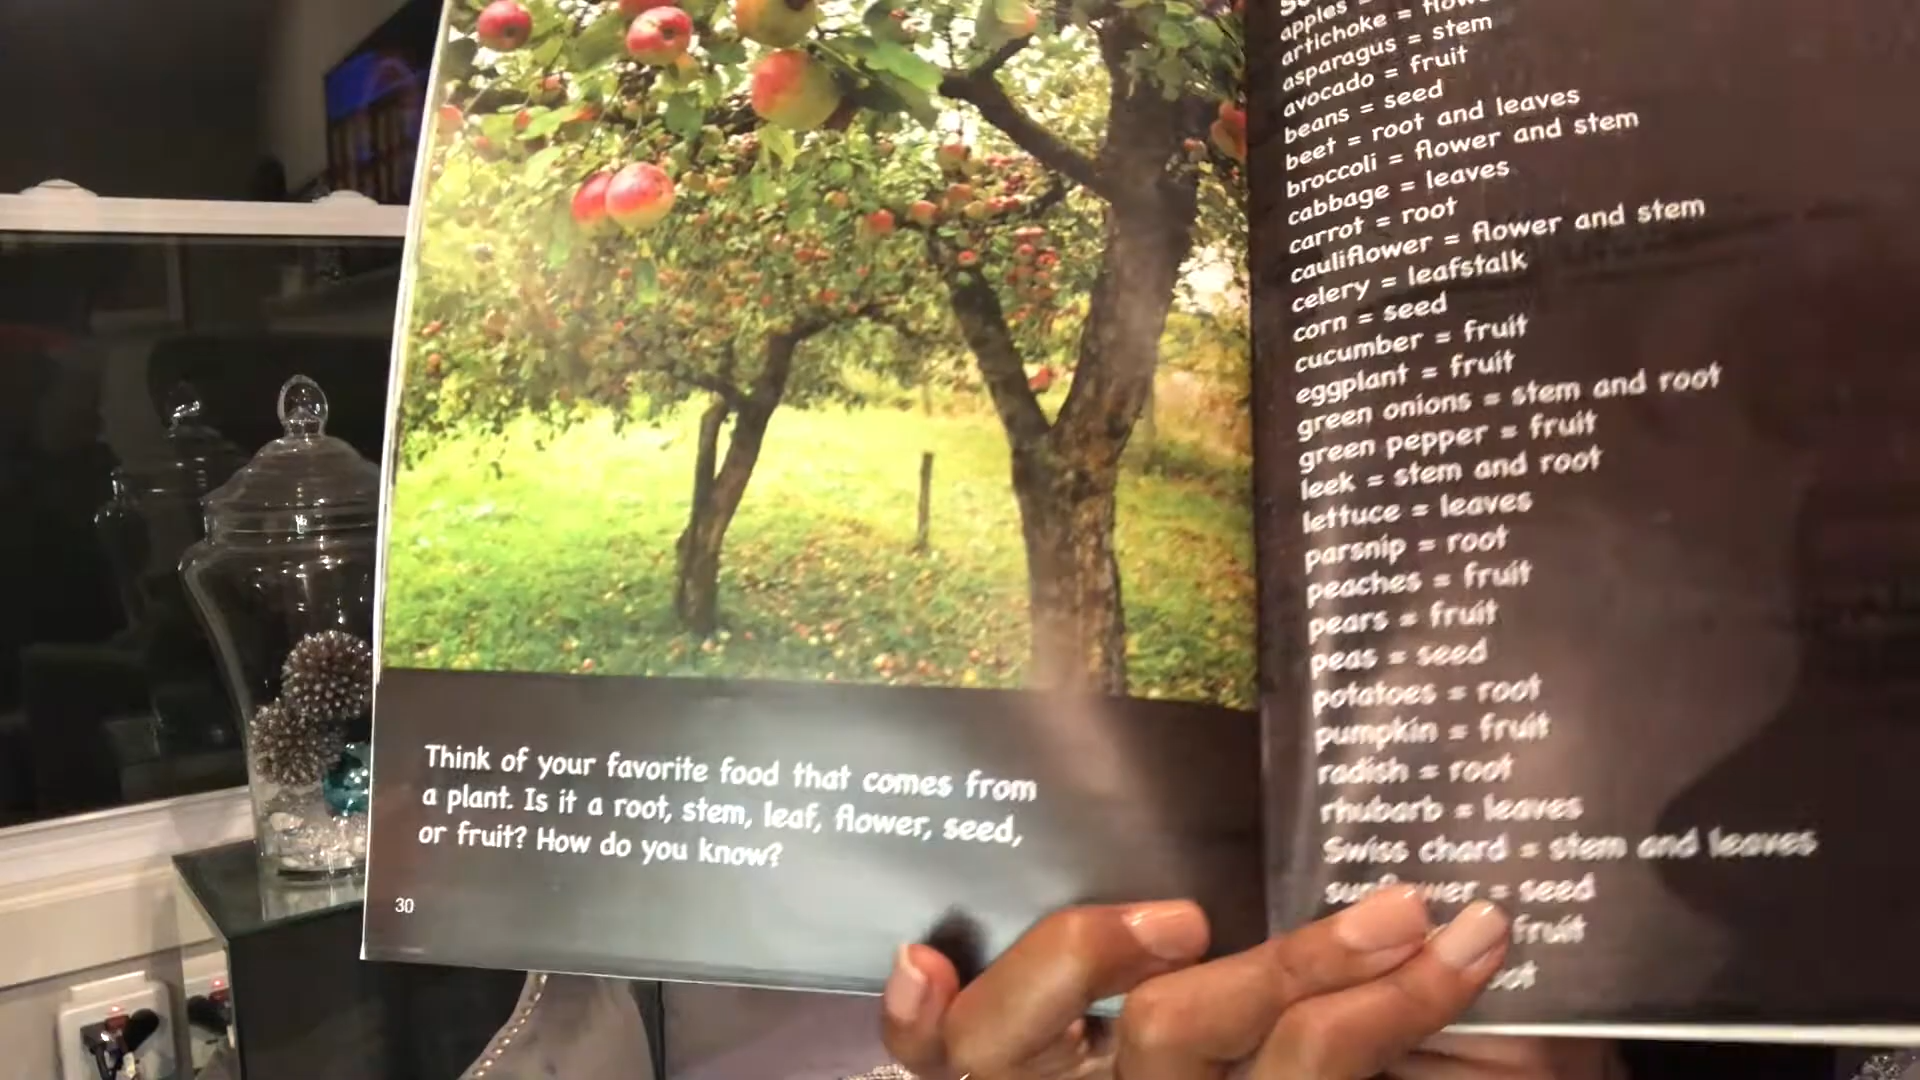 Think of your favorite food that comes from
a plant. Is it a root, stem, leaf, flower, seed,
or fruit? How do you know?
30
apples =
artichoke =
asparagus = stem
avocado = fruit
beans = seed
beet = root and leaves
broccoli = flower and stem
cabbage = leaves
carrot = root
cauliflower = flower and stem
celery = leafstalk
corn = seed
cucumber = fruit
eggplant = fruit
green onions = stem and root
green pepper = fruit
leek = stem and root
lettuce = leaves
parsnip = root
peaches = fruit
pears = fruit
peas = seed
potatoes = root
pumpkin = fruit
radish = root
rhubarb = leaves
Swiss chard = stem and leaves
sunflower = seed
fruit